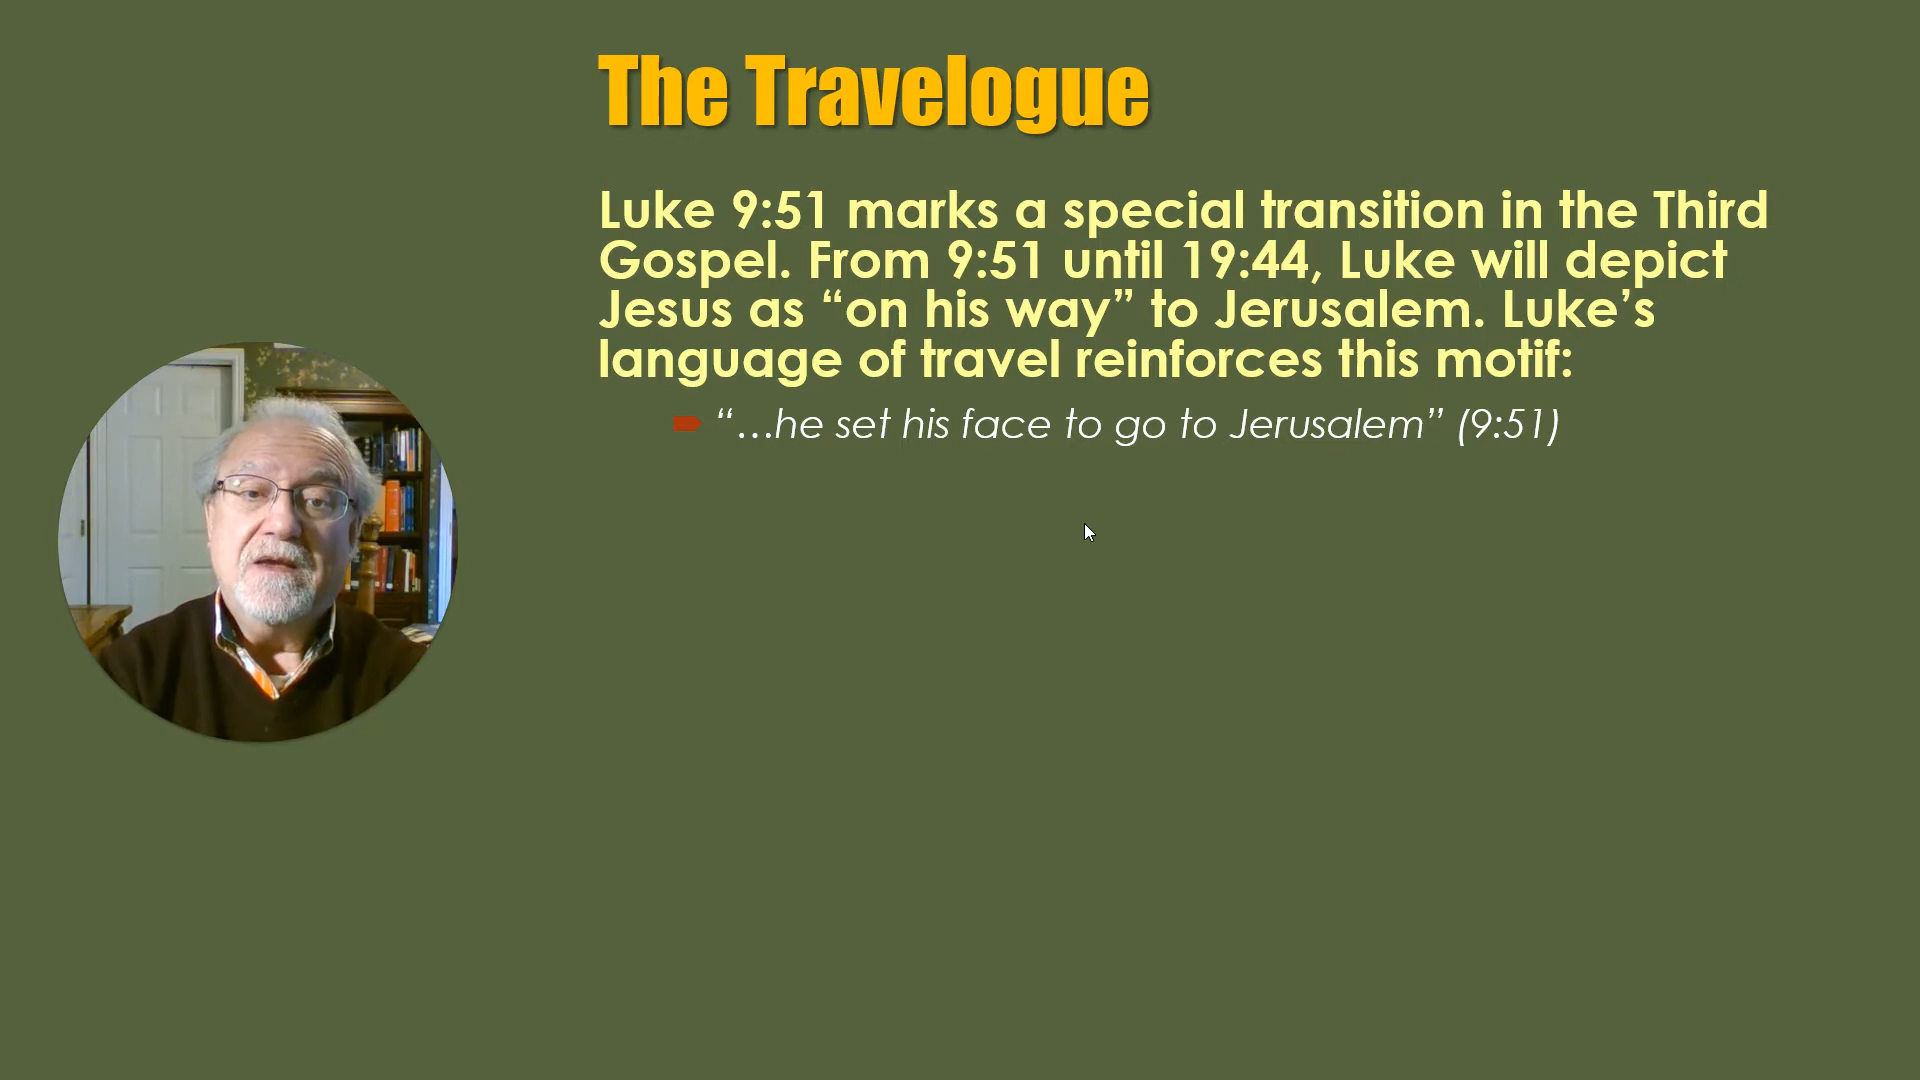 The Travelogue
Luke 9:51 marks a special transition in the Third
Gospel. From 9:51 until 19:44, Luke will depict
Jesus as “on his way” to Jerusalem. Luke’s
language of travel reinforces this motif:
“…he set his face to go to Jerusalem” (9:51)